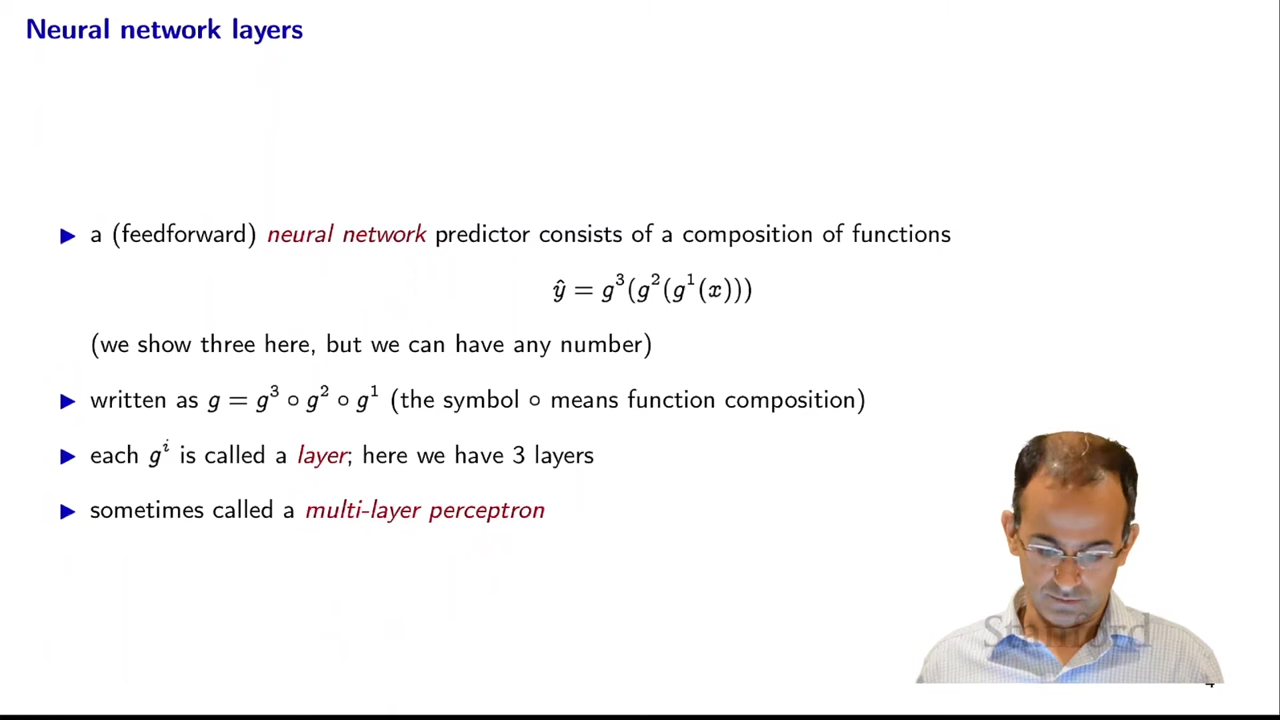 Neural network layers
▶ a (feedforward) neural network predictor consists of a composition of functions
ŷ = g³(g²(g¹(x)))
(we show three here, but we can have any number)
▶ written as g = g³ ∘ g² ∘ g¹ (the symbol ∘ means function composition)
▶ each gⁱ is called a layer; here we have 3 layers
▶ sometimes called a multi-layer perceptron
Stanford
4